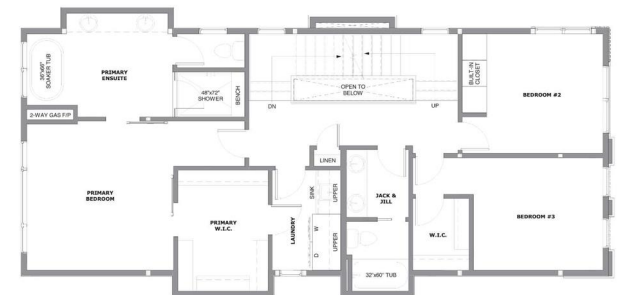 36"x66"
SOAKER TUB
PRIMARY
ENSUITE
48"x72"
SHOWER
BENCH
2-WAY GAS F/P
OPEN TO
BELOW
DN
UP
BUILT-IN
CLOSET
BEDROOM #2
PRIMARY
BEDROOM
PRIMARY
W.I.C.
LINEN
LAUNDRY
SINK
UPPER
W
D
UPPER
JACK &
JILL
32"x60" TUB
W.I.C.
BEDROOM #3